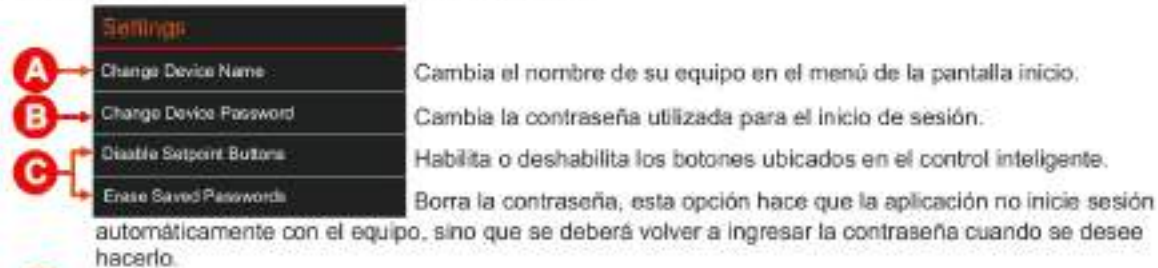 Settings
A Change Device Name Cambia el nombre de su equipo en el menú de la pantalla inicio.
B Change Device Password Cambia la contraseña utilizada para el inicio de sesión.
C Disable Setpoint Buttons Habilita o deshabilita los botones ubicados en el control inteligente.
Erase Saved Passwords Borra la contraseña, esta opción hace que la aplicación no inicie sesión
automáticamente con el equipo, sino que se deberá volver a ingresar la contraseña cuando se desee
hacerlo.